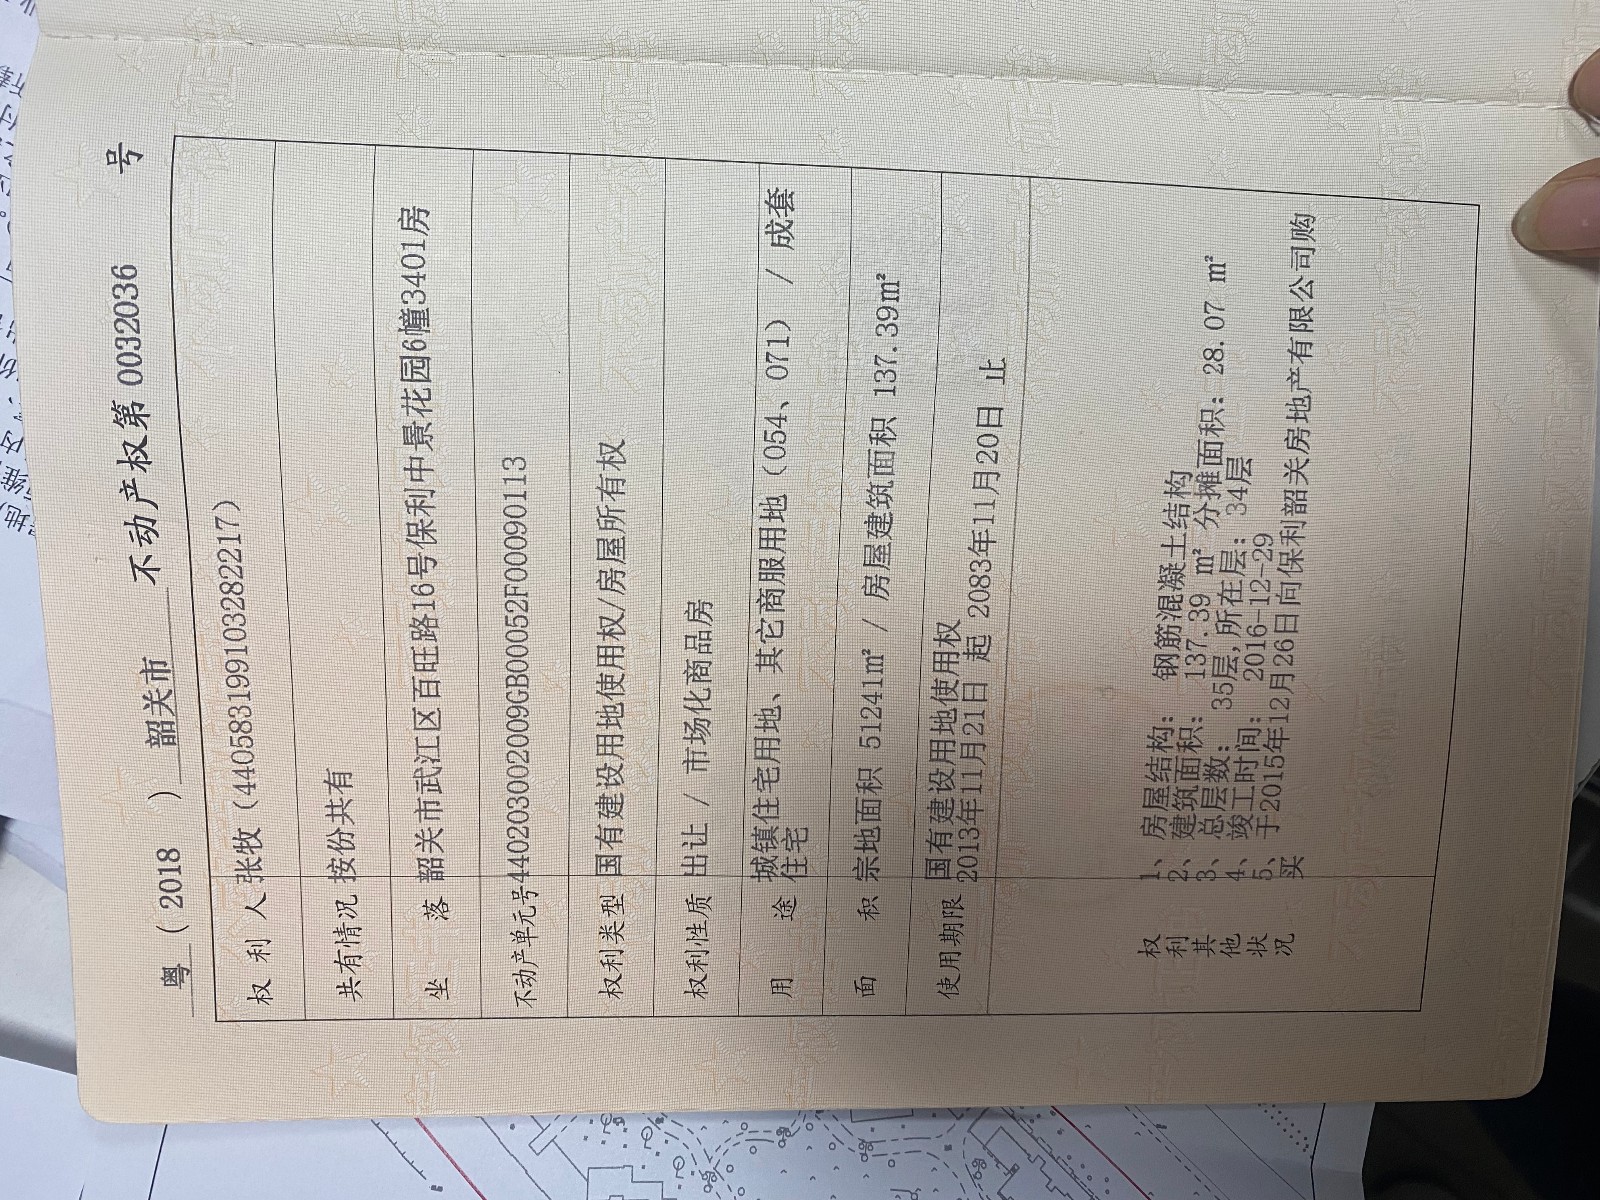 粤（2018）韶关市 不动产权第 0032036 号
权利人 张牧(440583199103282217)
共有情况 按份共有
坐落 韶关市武江区百旺路16号保利中景花园6幢3401房
不动产单元号 440203002009GB00052F00090113
权利类型 国有建设用地使用权/房屋所有权
权利性质 出让 / 市场化商品房
用途 城镇住宅用地、其它商服用地(054、071) / 成套
住宅
面积 宗地面积 51241㎡ / 房屋建筑面积 137.39㎡
使用期限 国有建设用地使用权
2013年11月21日 起 2083年11月20日 止
权利其他状况
1、房屋结构： 钢筋混凝土结构
2、建筑面积： 137.39 ㎡ 分摊面积：28.07 ㎡
3、总层数： 35层,所在层： 34层
4、竣工时间： 2016-12-29
5、于2015年12月26日向保利韶关房地产有限公司购
买